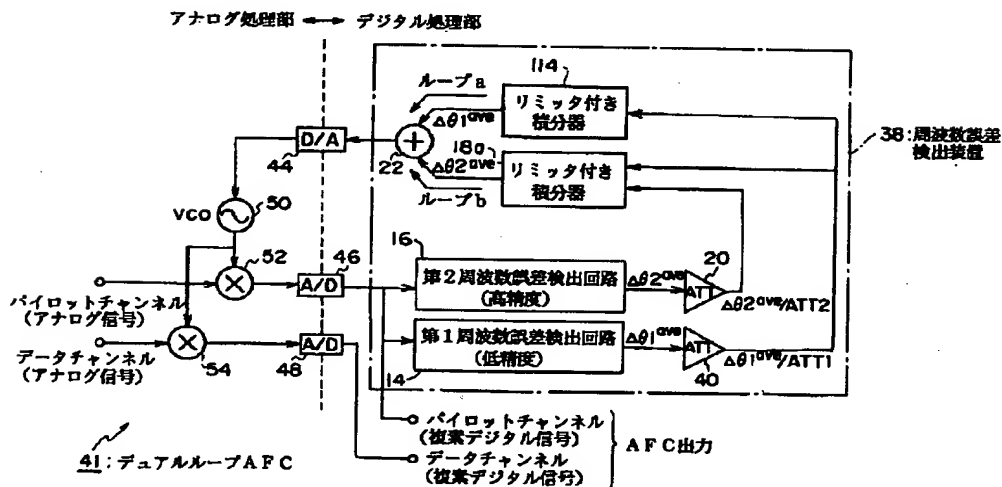 アナログ処理部 ←→ デジタル処理部
114
ループa
リミッタ付き
積分器
Δθ1ave
D/A
44
+
22
18a
Δθ2ave
リミッタ付き
積分器
ループb
38:周波数誤差
検出装置
VCO
50
52
×
A/D
46
16
第2周波数誤差検出回路
(高精度)
Δθ2ave
20
ATT
Δθ2ave/ATT2
パイロットチャンネル
(アナログ信号)
×
54
データチャンネル
(アナログ信号)
A/D
48
第1周波数誤差検出回路
(低精度)
14
Δθ1ave
ATT
40
Δθ1ave/ATT1
パイロットチャンネル
(複素デジタル信号)
データチャンネル
(複素デジタル信号)
AFC出力
41:デュアルループAFC